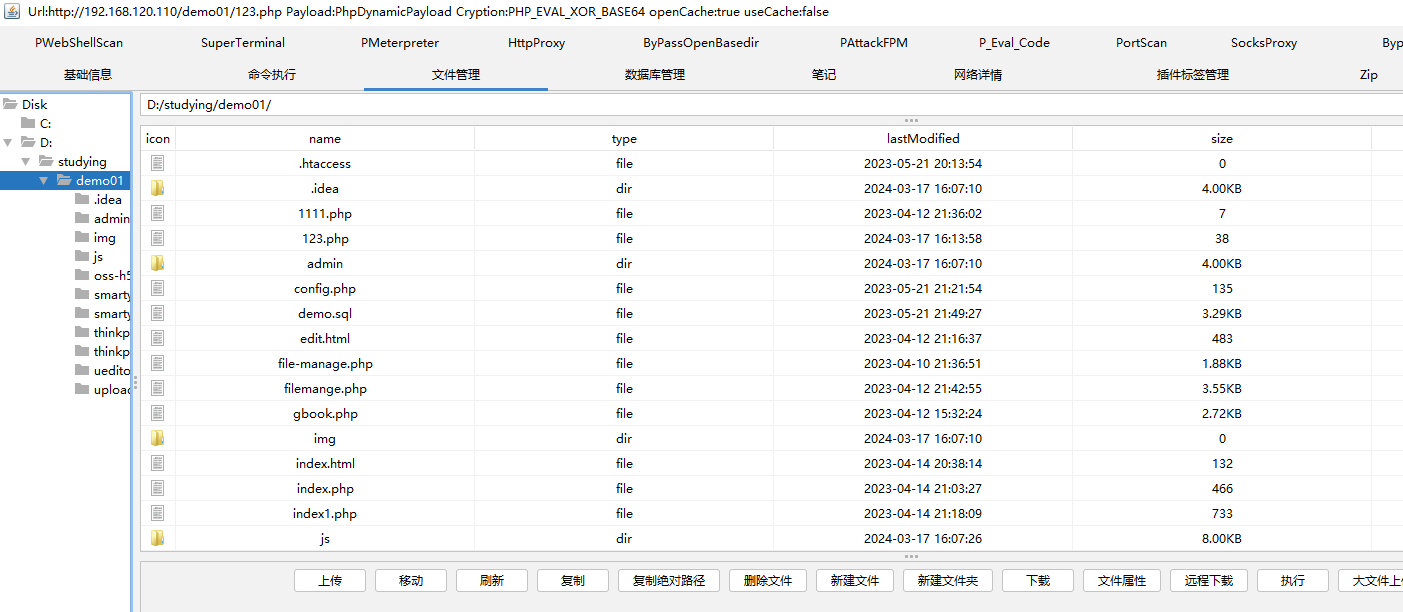 Url:http://192.168.120.110/demo01/123.php Payload:PhpDynamicPayload Cryption:PHP_EVAL_XOR_BASE64 openCache:true useCache:false
PWebShellScan SuperTerminal PMeterpreter HttpProxy ByPassOpenBasedir PAttackFPM P_Eval_Code PortScan SocksProxy Byp
基础信息 命令执行 文件管理 数据库管理 笔记 网络详情 插件标签管理 Zip
Disk
C:
D:
studying
demo01
.idea
admin
img
js
oss-h5
smarty
smarty
thinkp
thinkp
uedito
upload
D:/studying/demo01/
icon name type lastModified size
.htaccess file 2023-05-21 20:13:54 0
.idea dir 2024-03-17 16:07:10 4.00KB
1111.php file 2023-04-12 21:36:02 7
123.php file 2024-03-17 16:13:58 38
admin dir 2024-03-17 16:07:10 4.00KB
config.php file 2023-05-21 21:21:54 135
demo.sql file 2023-05-21 21:49:27 3.29KB
edit.html file 2023-04-12 21:16:37 483
file-manage.php file 2023-04-10 21:36:51 1.88KB
filemange.php file 2023-04-12 21:42:55 3.55KB
gbook.php file 2023-04-12 15:32:24 2.72KB
img dir 2024-03-17 16:07:10 0
index.html file 2023-04-14 20:38:14 132
index.php file 2023-04-14 21:03:27 466
index1.php file 2023-04-14 21:18:09 733
js dir 2024-03-17 16:07:26 8.00KB
上传 移动 刷新 复制 复制绝对路径 删除文件 新建文件 新建文件夹 下载 文件属性 远程下载 执行 大文件上传